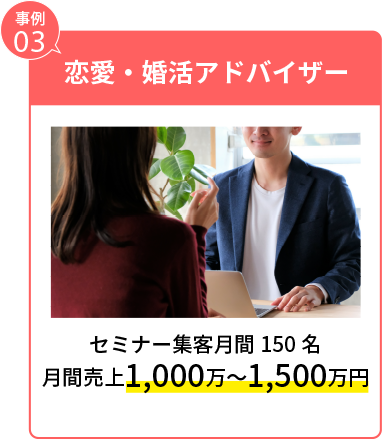 事例
03
恋愛・婚活アドバイザー
セミナー集客月間 150 名
月間売上1,000万～1,500万円